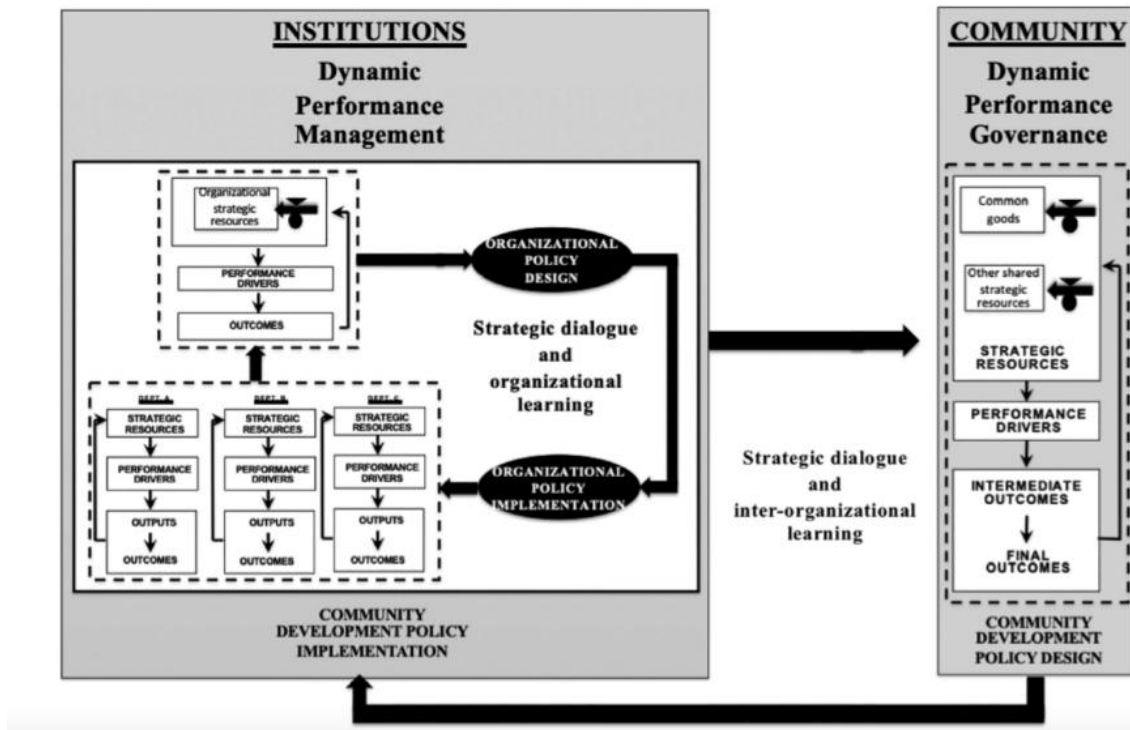 INSTITUTIONS
Dynamic
Performance
Management
Organizational
strategic
resources
PERFORMANCE
DRIVERS
OUTCOMES
ORGANIZATIONAL
POLICY
DESIGN
Strategic dialogue
and
organizational
learning
DEPT. A
STRATEGIC
RESOURCES
PERFORMANCE
DRIVERS
OUTPUTS
OUTCOMES
DEPT. B
STRATEGIC
RESOURCES
PERFORMANCE
DRIVERS
OUTPUTS
OUTCOMES
DEPT. C
STRATEGIC
RESOURCES
PERFORMANCE
DRIVERS
OUTPUTS
OUTCOMES
ORGANIZATIONAL
POLICY
IMPLEMENTATION
COMMUNITY
DEVELOPMENT POLICY
IMPLEMENTATION
Strategic dialogue
and
inter-organizational
learning
COMMUNITY
Dynamic
Performance
Governance
Common
goods
Other shared
strategic
resources
STRATEGIC
RESOURCES
PERFORMANCE
DRIVERS
INTERMEDIATE
OUTCOMES
FINAL
OUTCOMES
COMMUNITY
DEVELOPMENT
POLICY DESIGN